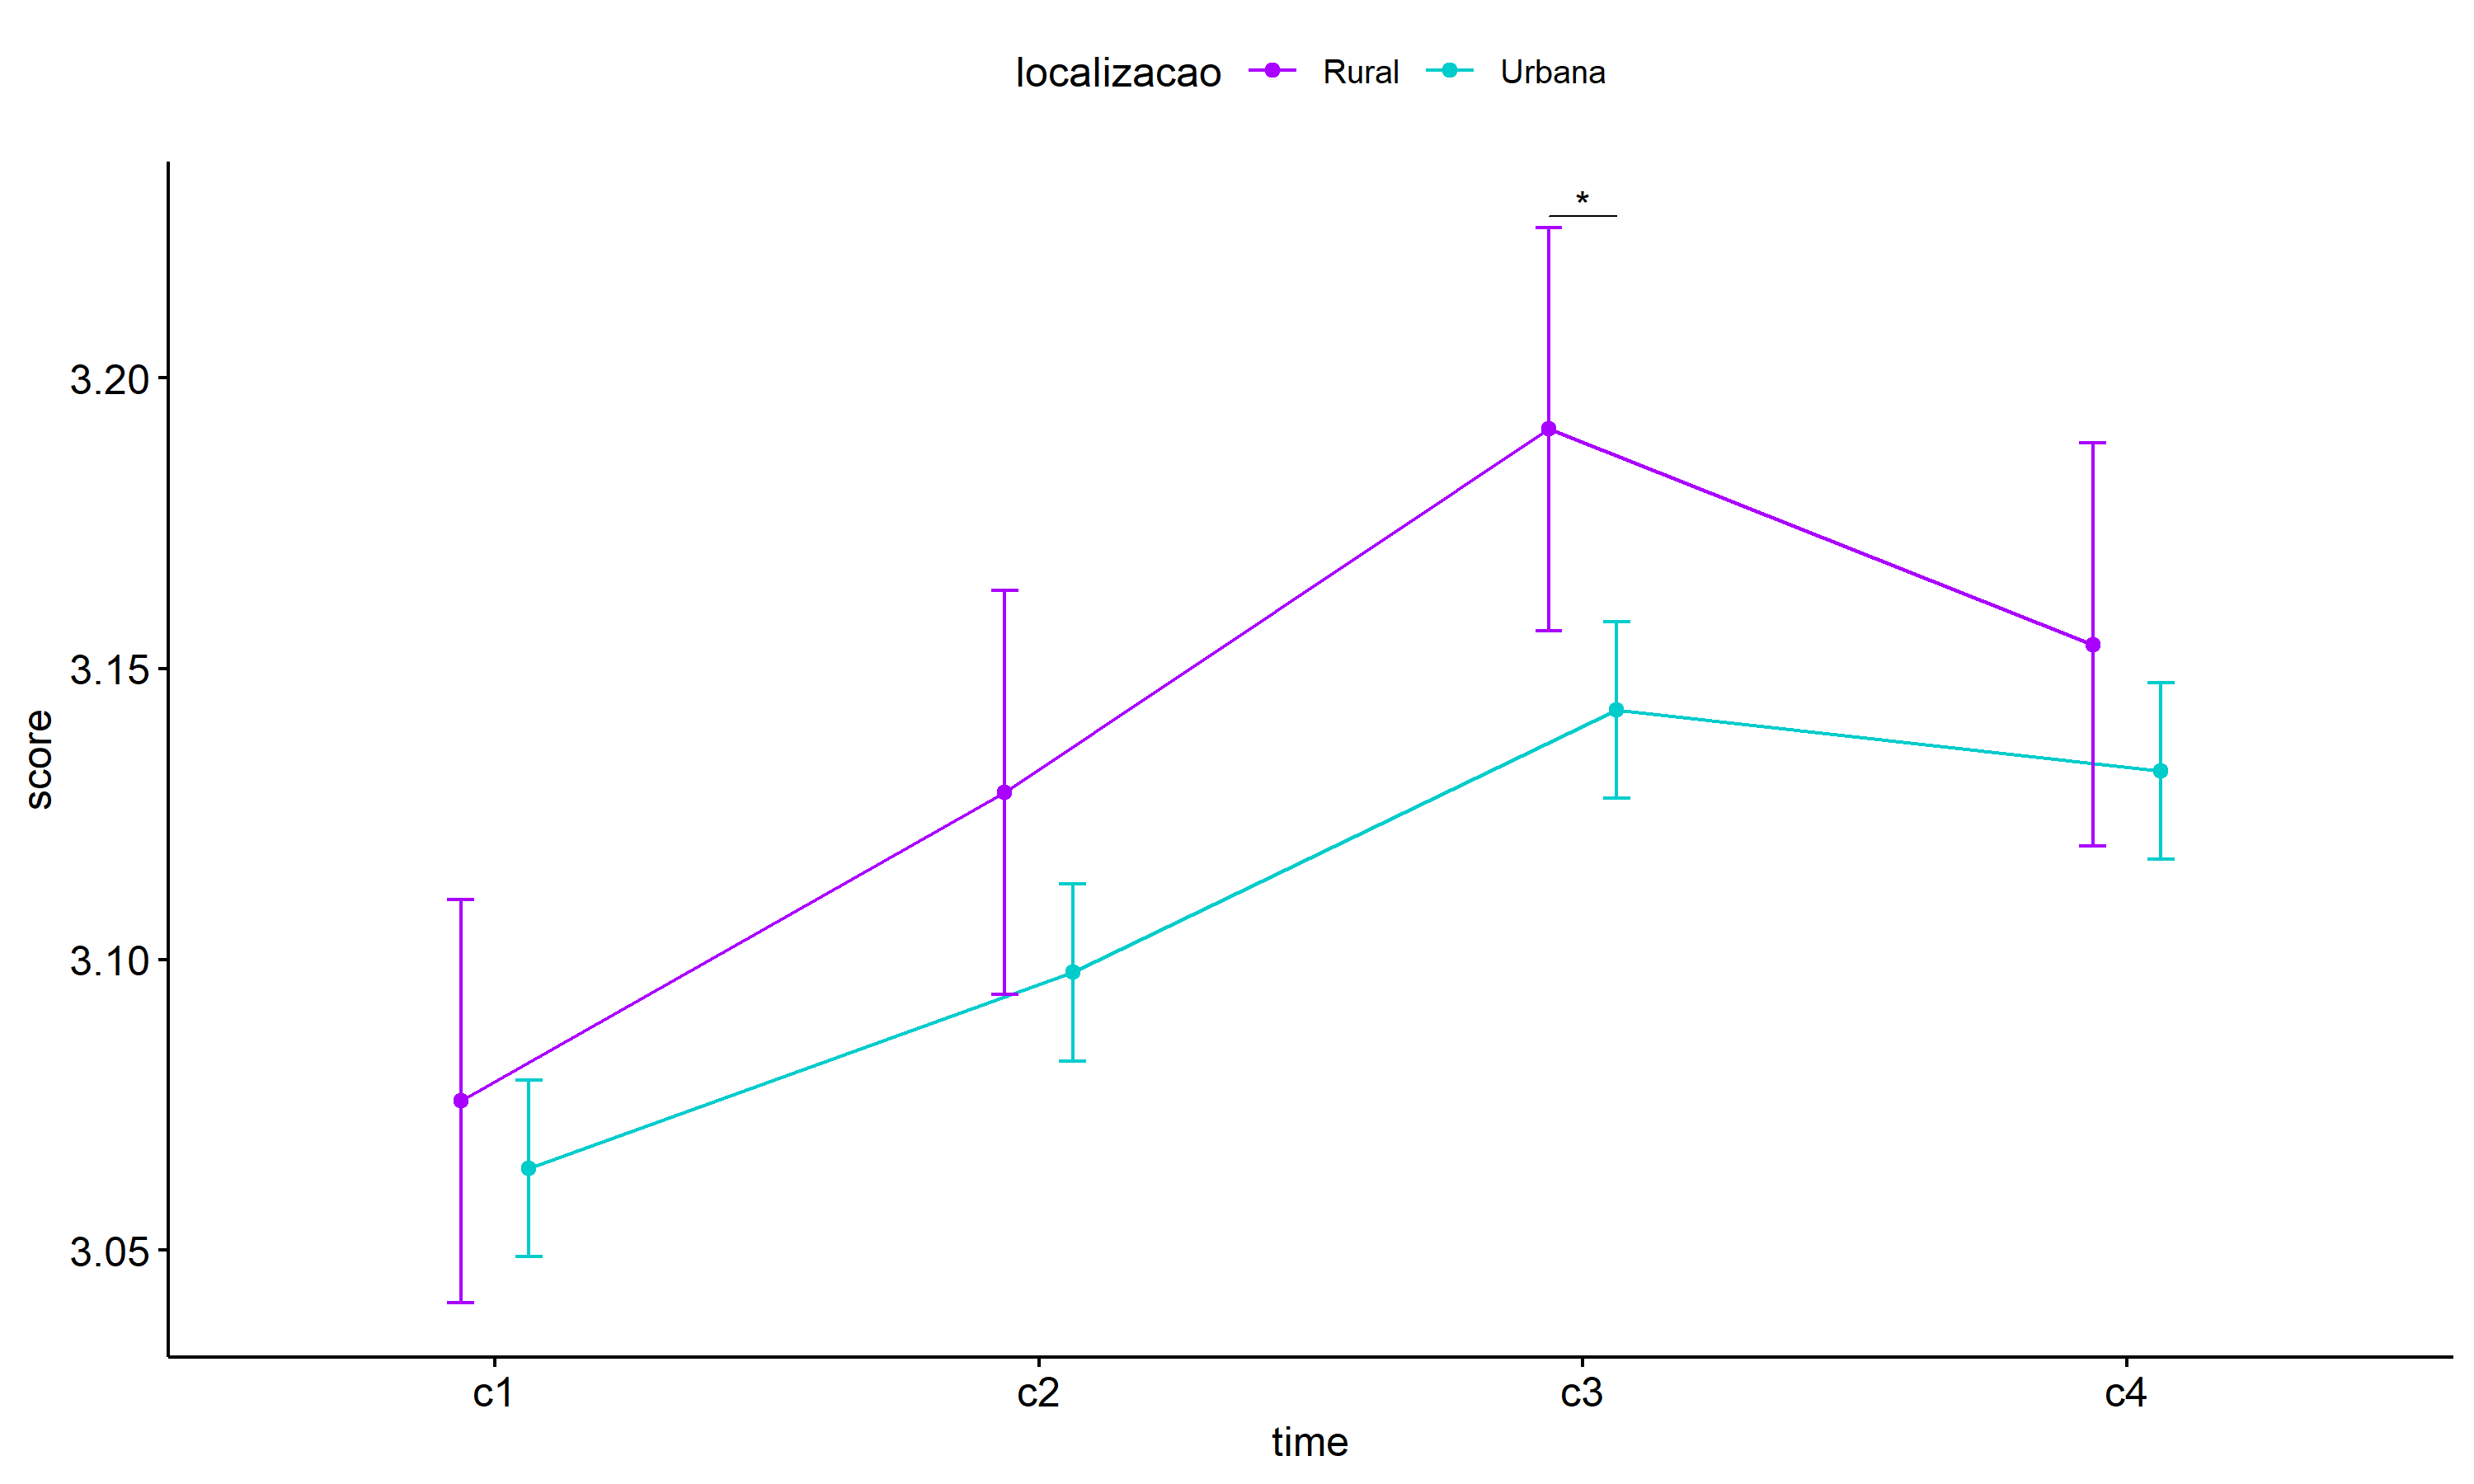 localizacao Rural Urbana
*
3.20
3.15
3.10
3.05
score
c1 c2 c3 c4
time